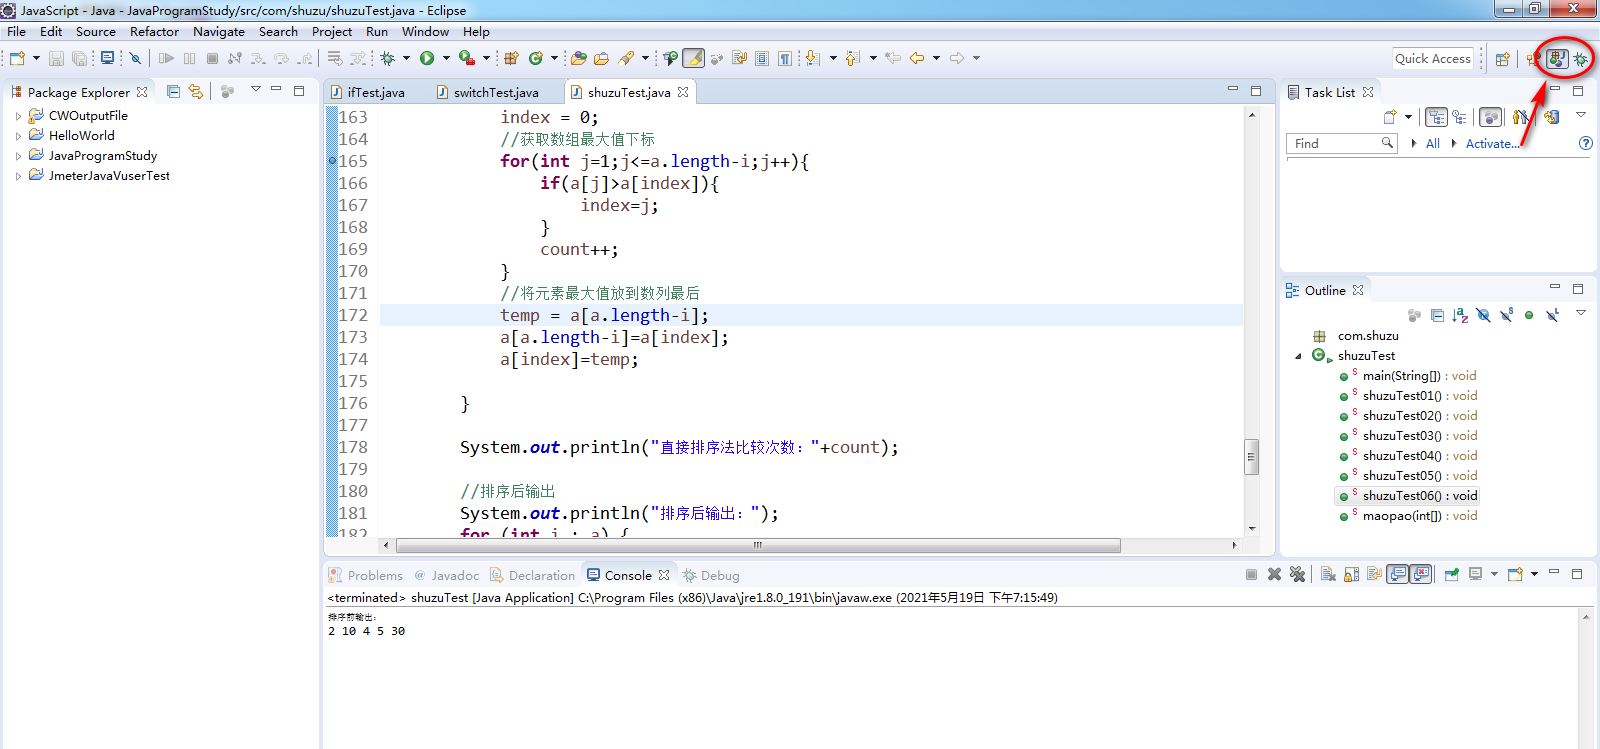 JavaScript - Java - JavaProgramStudy/src/com/shuzu/shuzuTest.java - Eclipse
File Edit Source Refactor Navigate Search Project Run Window Help
Quick Access
Package Explorer
CWOutputFile
HelloWorld
JavaProgramStudy
JmeterJavaVuserTest
ifTest.java switchTest.java shuzuTest.java
163 index = 0;
164 //获取数组最大值下标
165 for(int j=1;j<=a.length-i;j++){
166 if(a[j]>a[index]){
167 index=j;
168 }
169 count++;
170 }
171 //将元素最大值放到数列最后
172 temp = a[a.length-i];
173 a[a.length-i]=a[index];
174 a[index]=temp;
175
176 }
177
178 System.out.println("直接排序法比较次数："+count);
179
180 //排序后输出
181 System.out.println("排序后输出：");
182 for (int i : a) {
Task List
Find All Activate...
Outline
com.shuzu
shuzuTest
main(String[]) : void
shuzuTest01() : void
shuzuTest02() : void
shuzuTest03() : void
shuzuTest04() : void
shuzuTest05() : void
shuzuTest06() : void
maopao(int[]) : void
Problems @ Javadoc Declaration Console Debug
<terminated> shuzuTest [Java Application] C:\Program Files (x86)\Java\jre1.8.0_191\bin\javaw.exe (2021年5月19日 下午7:15:49)
排序前输出：
2 10 4 5 30